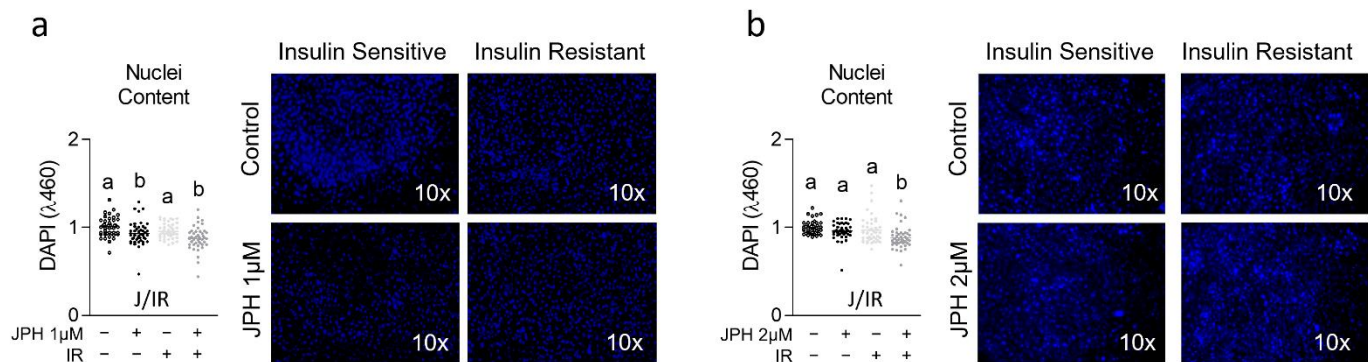 a
Nuclei
Content
2
1
0
DAPI (λ460)
a b a b
J/IR
JPH 1µM – + – +
IR – – + +
Insulin Sensitive
Insulin Resistant
Control
10x
10x
JPH 1µM
10x
10x
b
Nuclei
Content
2
1
0
DAPI (λ460)
a a a b
J/IR
JPH 2µM – + – +
IR – – + +
Insulin Sensitive
Insulin Resistant
Control
10x
10x
JPH 2µM
10x
10x